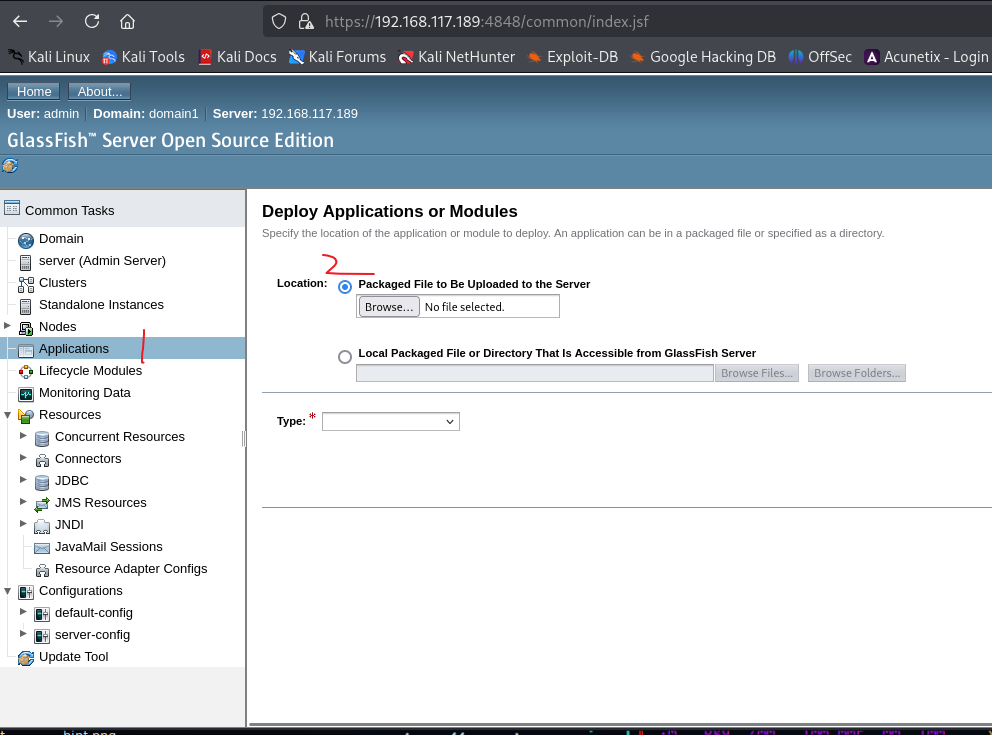 https://192.168.117.189:4848/common/index.jsf
Kali Linux Kali Tools Kali Docs Kali Forums Kali NetHunter Exploit-DB Google Hacking DB OffSec Acunetix - Login
Home About...
User: admin Domain: domain1 Server: 192.168.117.189
GlassFish™ Server Open Source Edition
Common Tasks
Domain
server (Admin Server)
Clusters
Standalone Instances
Nodes
Applications
Lifecycle Modules
Monitoring Data
Resources
Concurrent Resources
Connectors
JDBC
JMS Resources
JNDI
JavaMail Sessions
Resource Adapter Configs
Configurations
default-config
server-config
Update Tool
1
Deploy Applications or Modules
Specify the location of the application or module to deploy. An application can be in a packaged file or specified as a directory.
2
Location: Packaged File to Be Uploaded to the Server
Browse... No file selected.
Local Packaged File or Directory That Is Accessible from GlassFish Server
Browse Files... Browse Folders...
Type: *